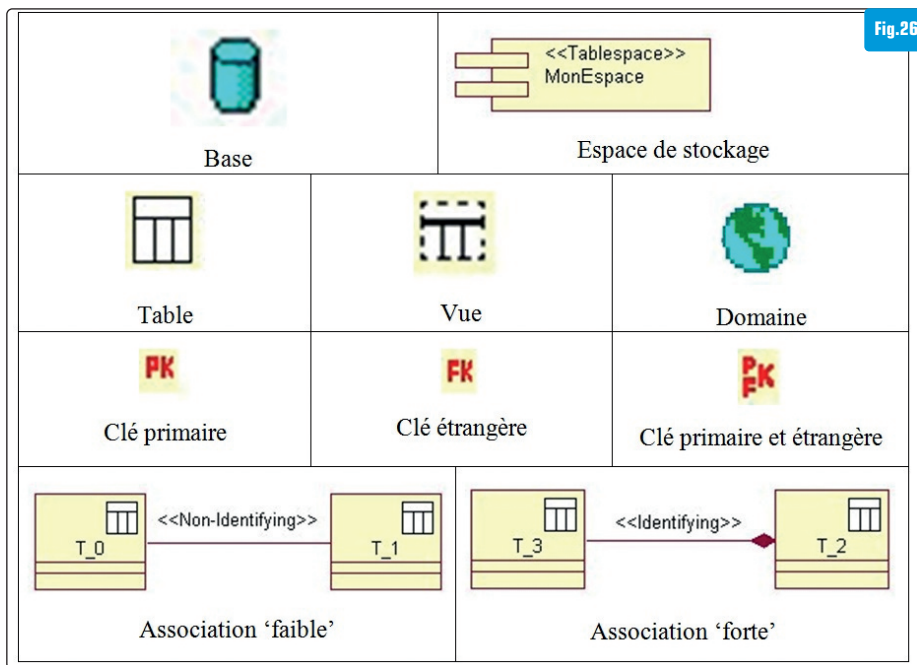 Fig.26
Base
<<Tablespace>>
MonEspace
Espace de stockage
Table
Vue
Domaine
PK
Clé primaire
FK
Clé étrangère
PFK
Clé primaire et étrangère
T_0
<<Non-Identifying>>
T_1
Association ‘faible’
T_3
<<Identifying>>
T_2
Association ‘forte’